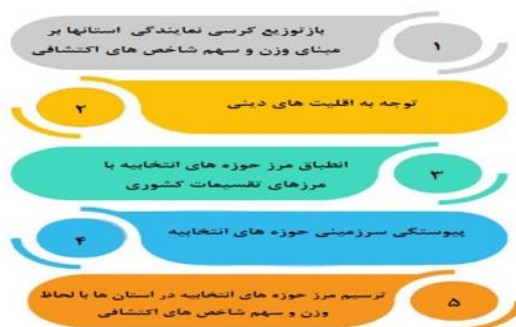 ۱
بازتوزیع کرسی نمایندگی استانها بر
مبنای وزن و سهم شاخص های اکتشافی
۲
توجه به اقلیت های دینی
۳
انطباق مرز حوزه های انتخابیه با
مرزهای تقسیمات کشوری
۴
پیوستگی سرزمینی حوزه های انتخابیه
۵
ترسیم مرز حوزه های انتخابیه در استان ها با لحاظ
وزن و سهم شاخص های اکتشافی